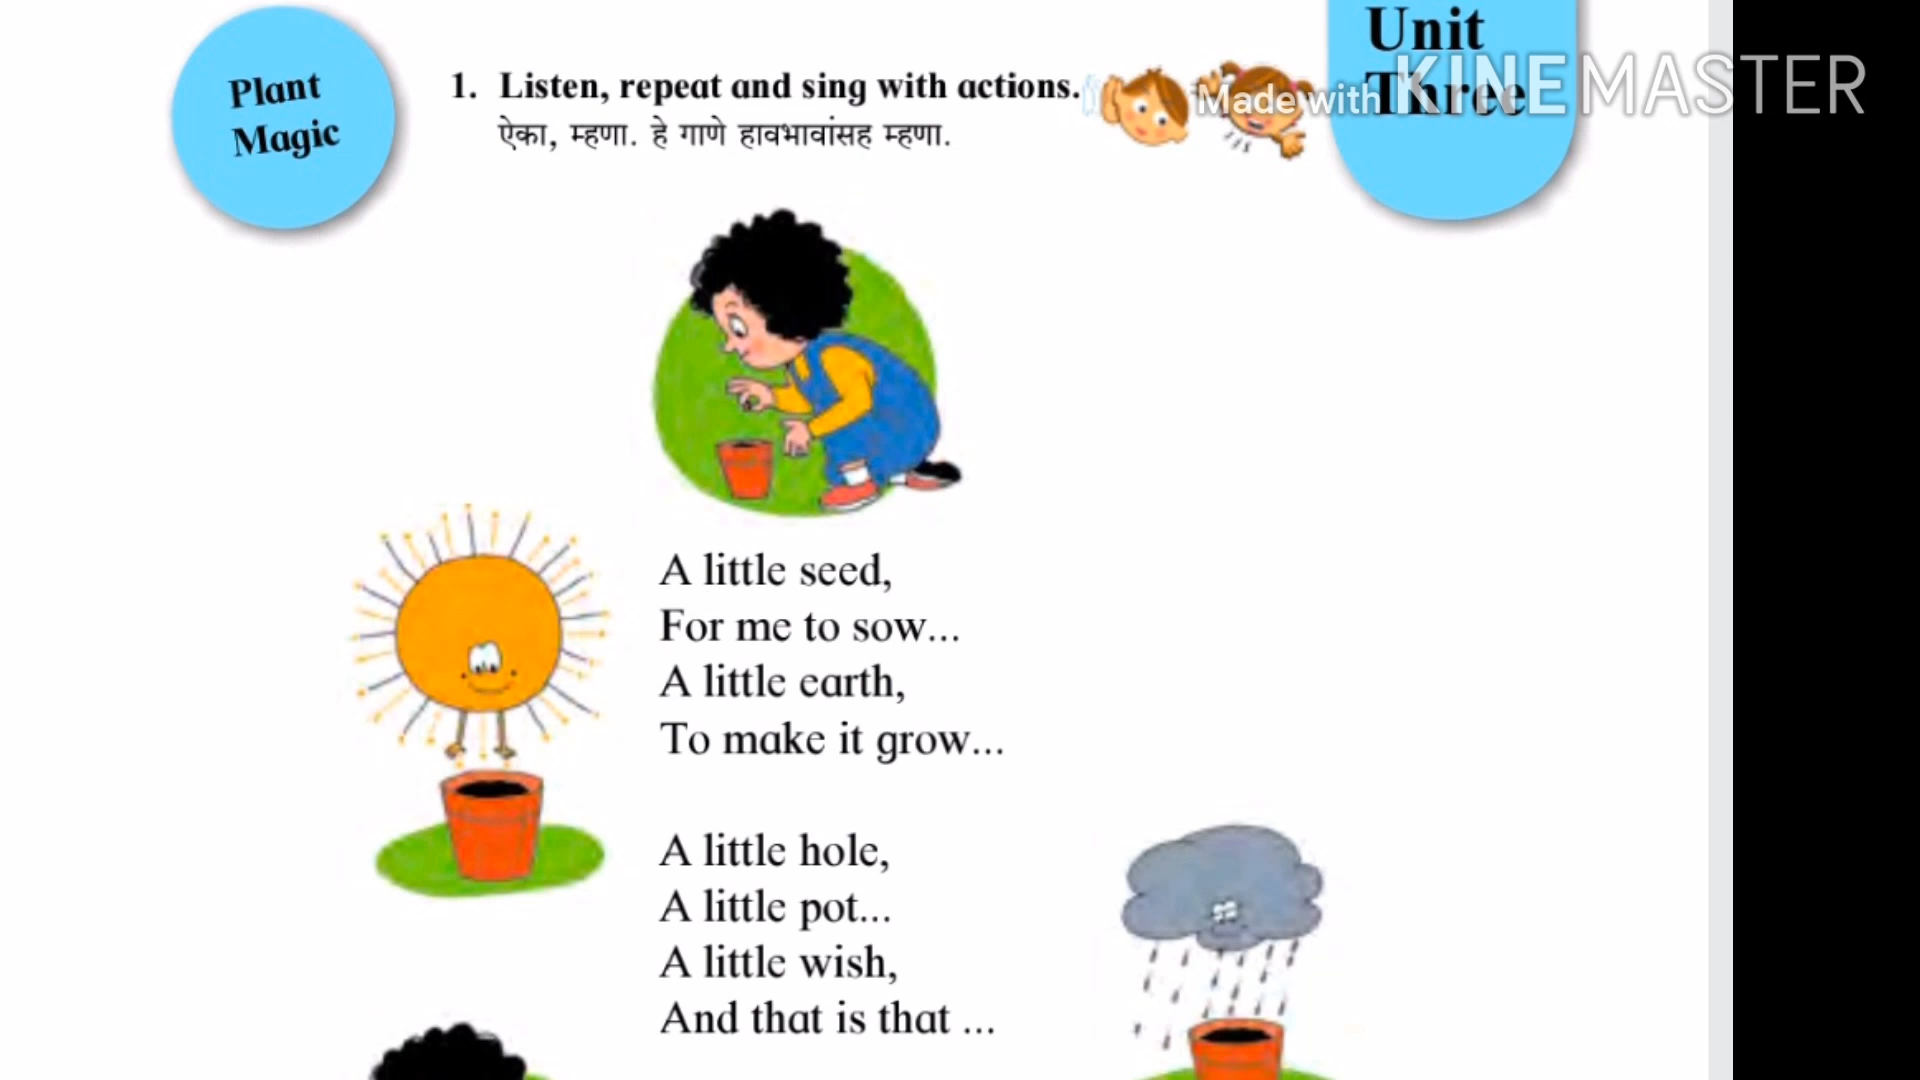 Plant
Magic
1. Listen, repeat and sing with actions.
ऐका, म्हणा. हे गाणे हावभावांसह म्हणा.
Unit
Three
Made with KINEMASTER
A little seed,
For me to sow...
A little earth,
To make it grow...
A little hole,
A little pot...
A little wish,
And that is that ...